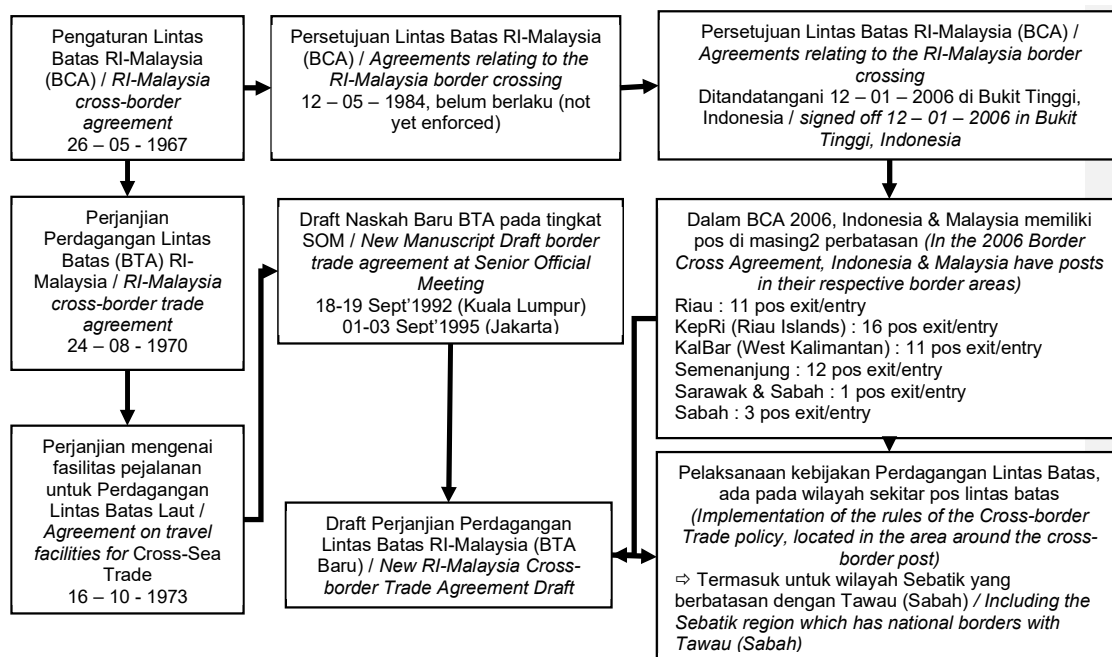 Pengaturan Lintas
Batas RI-Malaysia
(BCA) / RI-Malaysia
cross-border
agreement
26 – 05 - 1967
Persetujuan Lintas Batas RI-Malaysia
(BCA) / Agreements relating to the
RI-Malaysia border crossing
12 – 05 – 1984, belum berlaku (not
yet enforced)
Persetujuan Lintas Batas RI-Malaysia (BCA) /
Agreements relating to the RI-Malaysia border
crossing
Ditandatangani 12 – 01 – 2006 di Bukit Tinggi,
Indonesia / signed off 12 – 01 – 2006 in Bukit
Tinggi, Indonesia
Perjanjian
Perdagangan Lintas
Batas (BTA) RI-
Malaysia / RI-Malaysia
cross-border trade
agreement
24 – 08 - 1970
Draft Naskah Baru BTA pada tingkat
SOM / New Manuscript Draft border
trade agreement at Senior Official
Meeting
18-19 Sept'1992 (Kuala Lumpur)
01-03 Sept'1995 (Jakarta)
Dalam BCA 2006, Indonesia & Malaysia memiliki
pos di masing2 perbatasan (In the 2006 Border
Cross Agreement, Indonesia & Malaysia have posts
in their respective border areas)
Riau : 11 pos exit/entry
KepRi (Riau Islands) : 16 pos exit/entry
KalBar (West Kalimantan) : 11 pos exit/entry
Semenanjung : 12 pos exit/entry
Sarawak & Sabah : 1 pos exit/entry
Sabah : 3 pos exit/entry
Perjanjian mengenai
fasilitas pejalanan
untuk Perdagangan
Lintas Batas Laut /
Agreement on travel
facilities for Cross-Sea
Trade
16 – 10 - 1973
Draft Perjanjian Perdagangan
Lintas Batas RI-Malaysia (BTA
Baru) / New RI-Malaysia Cross-
border Trade Agreement Draft
Pelaksanaan kebijakan Perdagangan Lintas Batas,
ada pada wilayah sekitar pos lintas batas
(Implementation of the rules of the Cross-border
Trade policy, located in the area around the cross-
border post)
⇨ Termasuk untuk wilayah Sebatik yang
berbatasan dengan Tawau (Sabah) / Including the
Sebatik region which has national borders with
Tawau (Sabah)